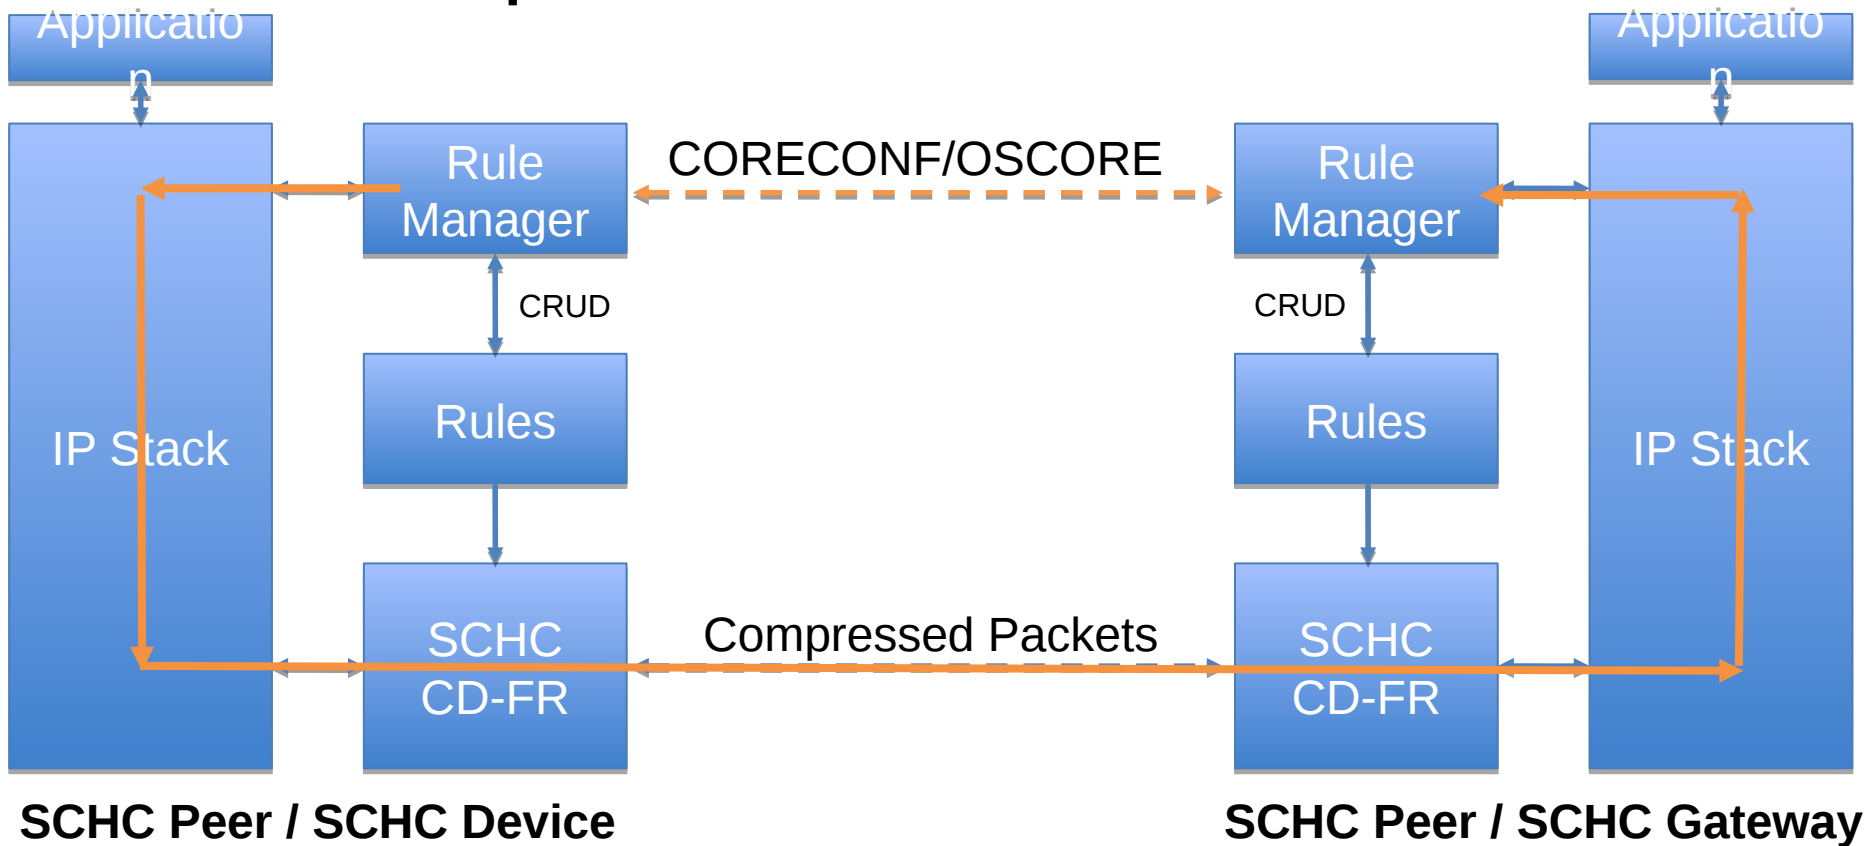 Applicatio
n
Applicatio
n
Rule
Manager
CORECONF/OSCORE
Rule
Manager
CRUD
CRUD
IP Stack
Rules
Rules
IP Stack
SCHC
CD-FR
Compressed Packets
SCHC
CD-FR
SCHC Peer / SCHC Device
SCHC Peer / SCHC Gateway